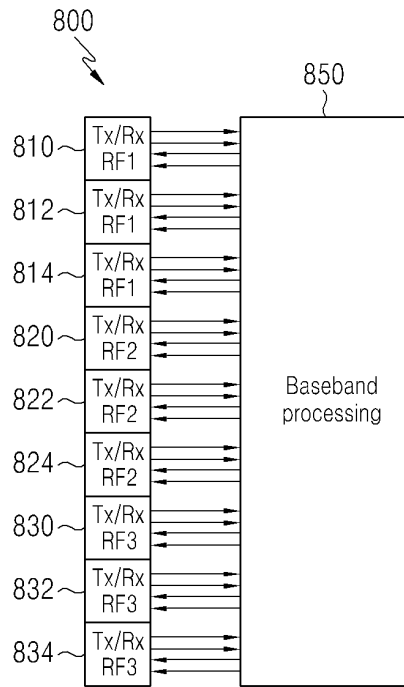 800
850
810
Tx/Rx
RF1
812
Tx/Rx
RF1
814
Tx/Rx
RF1
820
Tx/Rx
RF2
822
Tx/Rx
RF2
824
Tx/Rx
RF2
830
Tx/Rx
RF3
832
Tx/Rx
RF3
834
Tx/Rx
RF3
Baseband
processing